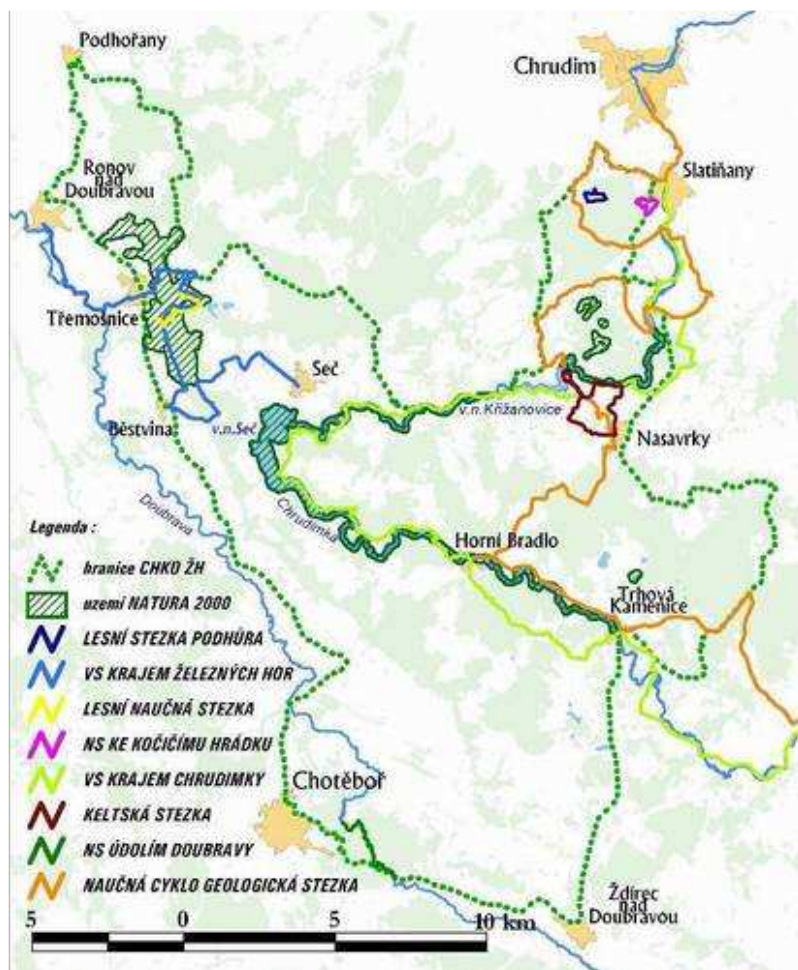 Podhořany
Chrudim
Ronov
nad
Doubravou
Slatiňany
Třemošnice
Seč
v.n.Křižanovice
Běstvina
v.n.Seč
Nasavrky
Doubrava
Chrudimka
Horní Bradlo
Trhová
Kamenice
Legenda :
hranice CHKO ŽH
uzemí NATURA 2000
LESNÍ STEZKA PODHŮRA
VS KRAJEM ŽELEZNÝCH HOR
LESNÍ NAUČNÁ STEZKA
NS KE KOČIČÍMU HRÁDKU
VS KRAJEM CHRUDIMKY
KELTSKÁ STEZKA
NS ÚDOLÍM DOUBRAVY
NAUČNÁ CYKLO GEOLOGICKÁ STEZKA
Chotěboř
Ždírec
nad
Doubravou
5 0 5 10 km